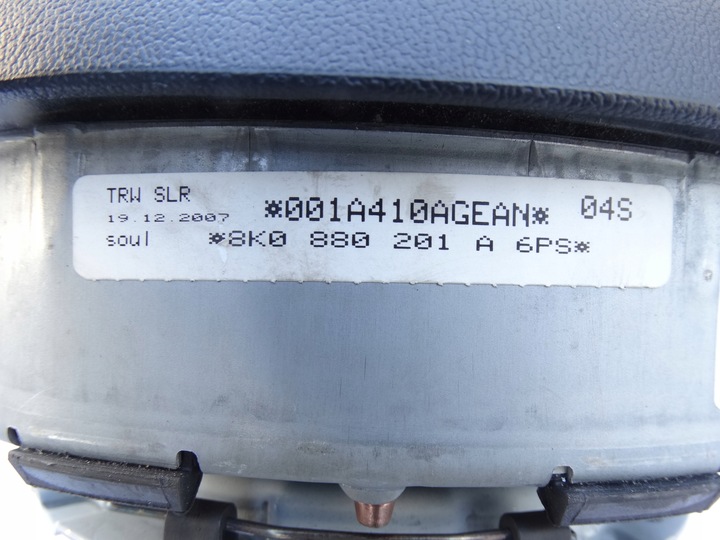 TRW SLR *001A410AGEAN* 04S
19.12.2007
soul *8K0 880 201 A 6PS*